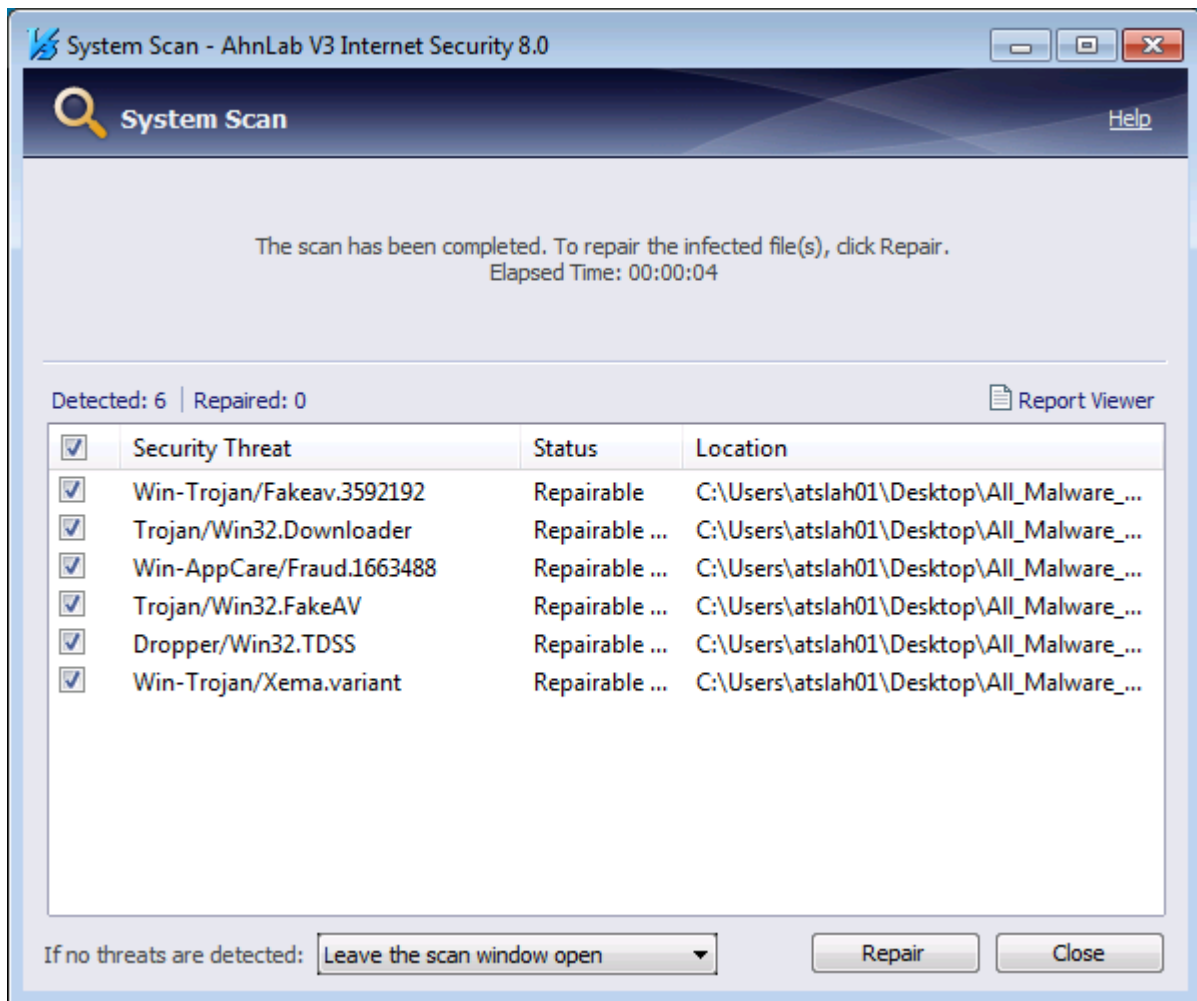 System Scan - AhnLab V3 Internet Security 8.0
System Scan
Help
The scan has been completed. To repair the infected file(s), click Repair.
Elapsed Time: 00:00:04
Detected: 6 | Repaired: 0
Report Viewer
Security Threat Status Location
Win-Trojan/Fakeav.3592192 Repairable C:\Users\atslah01\Desktop\All_Malware_...
Trojan/Win32.Downloader Repairable ... C:\Users\atslah01\Desktop\All_Malware_...
Win-AppCare/Fraud.1663488 Repairable ... C:\Users\atslah01\Desktop\All_Malware_...
Trojan/Win32.FakeAV Repairable ... C:\Users\atslah01\Desktop\All_Malware_...
Dropper/Win32.TDSS Repairable ... C:\Users\atslah01\Desktop\All_Malware_...
Win-Trojan/Xema.variant Repairable ... C:\Users\atslah01\Desktop\All_Malware_...
If no threats are detected: Leave the scan window open Repair Close